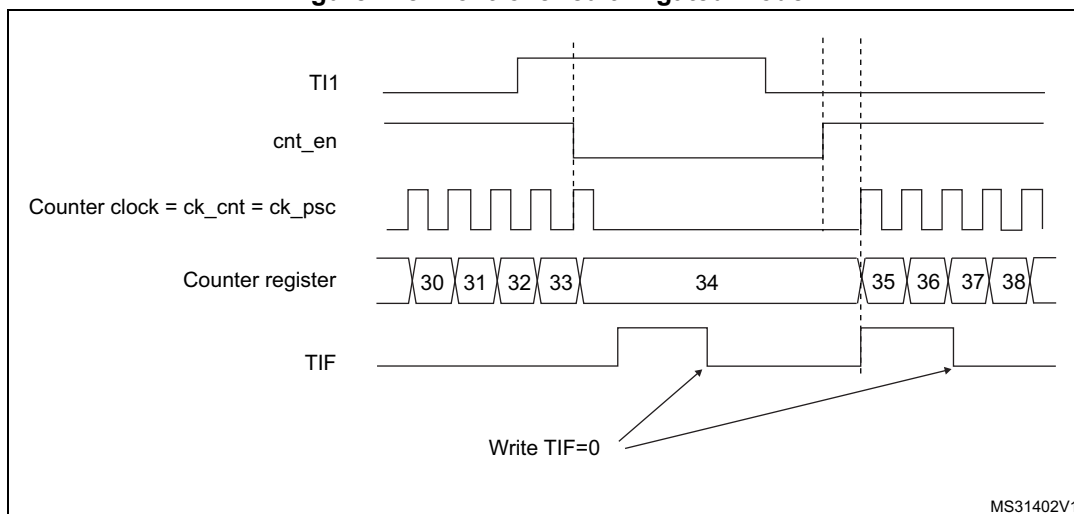 TI1
cnt_en
Counter clock = ck_cnt = ck_psc
Counter register
30 31 32 33 34 35 36 37 38
TIF
Write TIF=0
MS31402V1